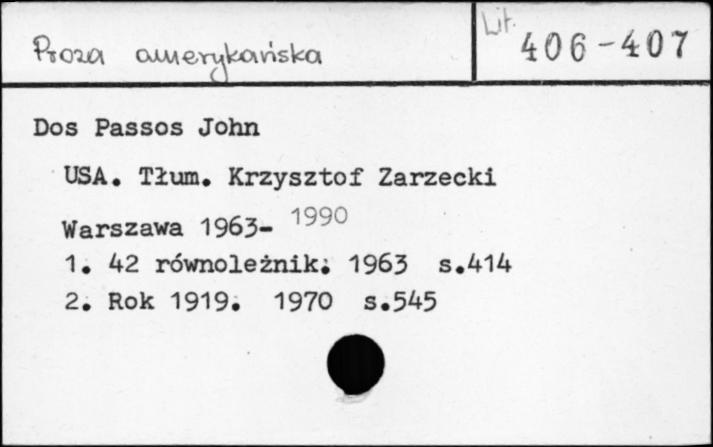 Proza amerykańska
Lit.
406-407
Dos Passos John
USA. Tłum. Krzysztof Zarzecki
Warszawa 1963- 1990
1. 42 równoleżnik. 1963 s.414
2. Rok 1919. 1970 s.545